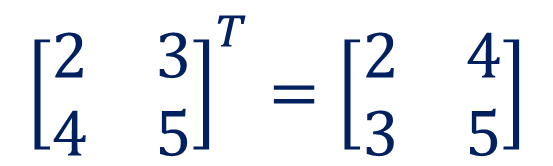 [2 3]T = [2 4]
[4 5] [3 5]